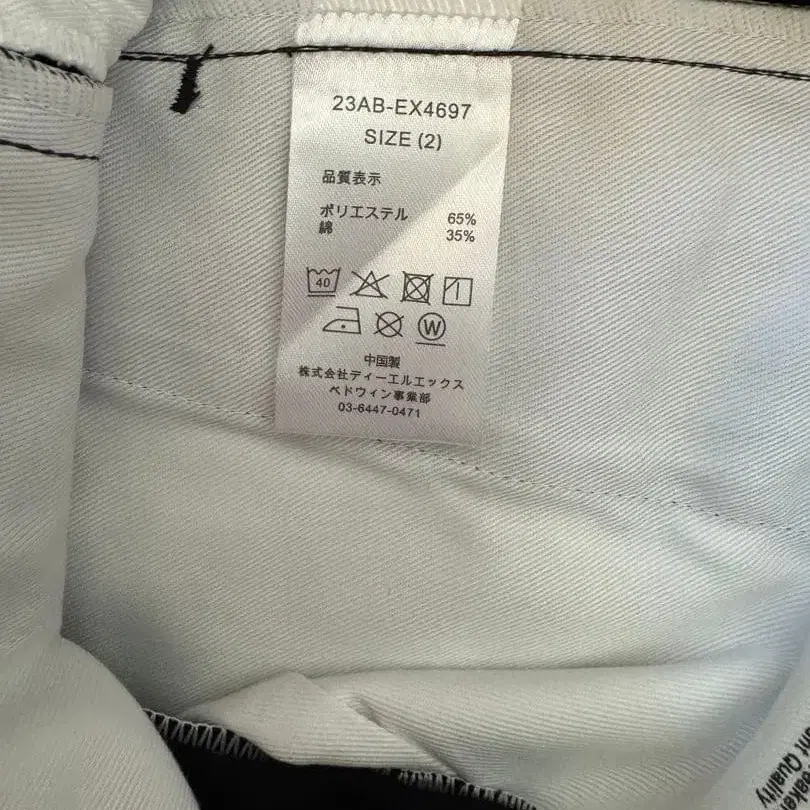 23AB-EX4697
SIZE (2)
品質表示
ポリエステル 65%
綿 35%
40
W
中国製
株式会社ディーエルエックス
ベドウィン事業部
03-6447-0471
Quality